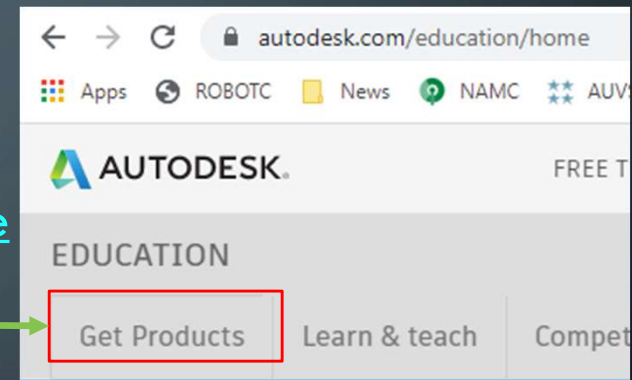 autodesk.com/education/home
Apps ROBOTC News NAMC AUVS
AUTODESK. FREE T
e
EDUCATION
Get Products Learn & teach Compet